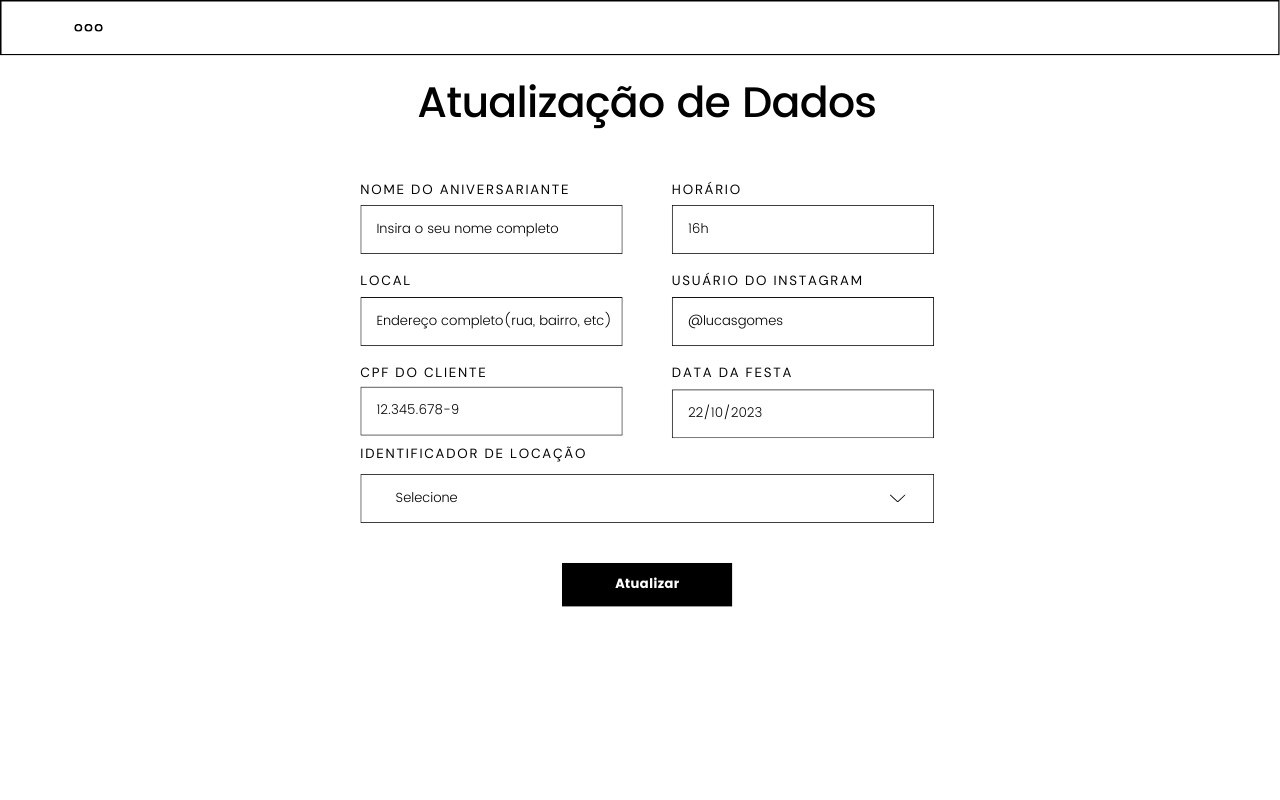 Atualização de Dados
NOME DO ANIVERSARIANTE
Insira o seu nome completo
HORÁRIO
16h
LOCAL
Endereço completo(rua, bairro, etc)
USUÁRIO DO INSTAGRAM
@lucasgomes
CPF DO CLIENTE
12.345.678-9
DATA DA FESTA
22/10/2023
IDENTIFICADOR DE LOCAÇÃO
Selecione
Atualizar